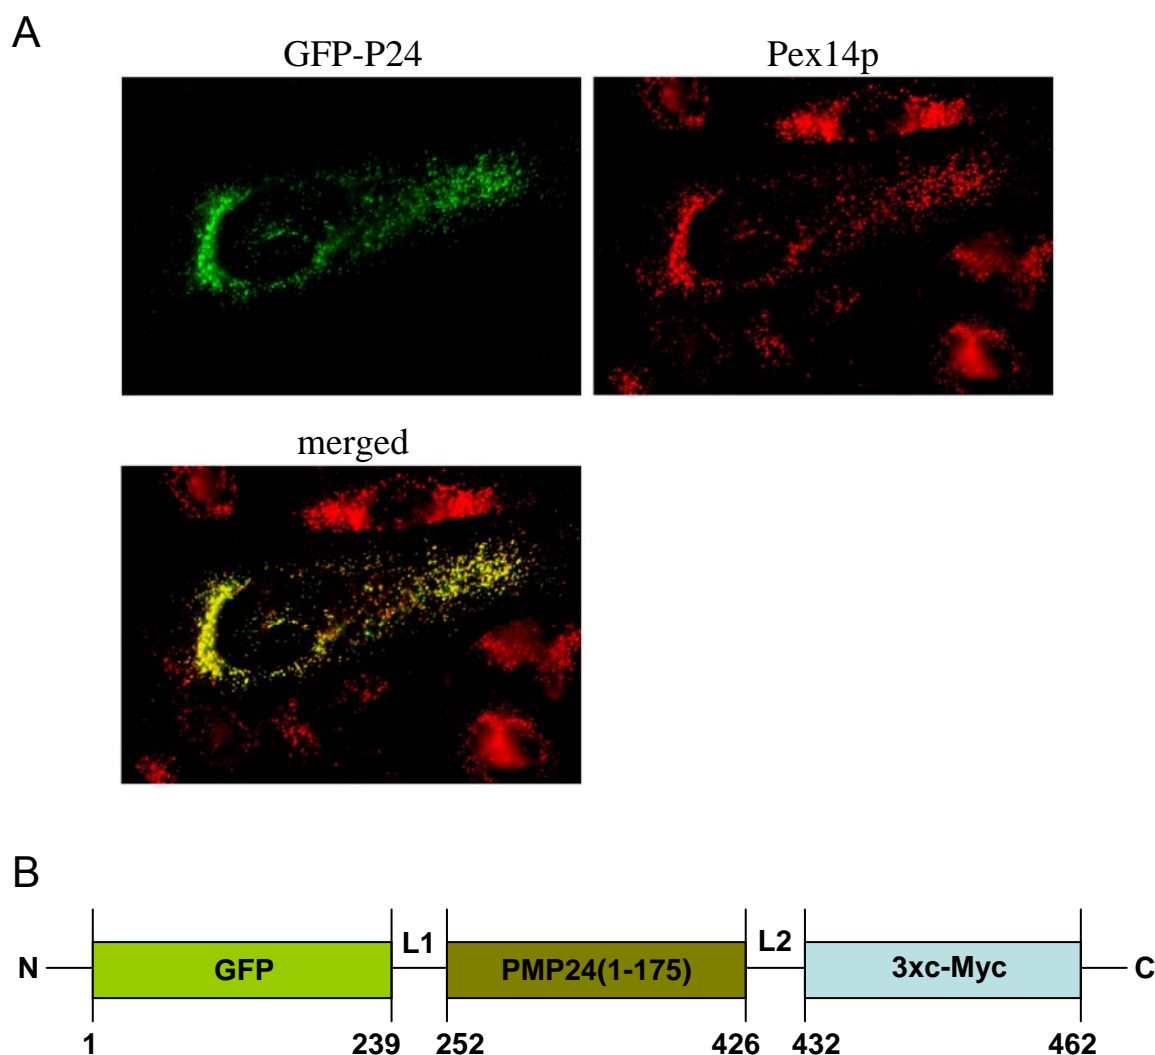 A
GFP-P24
Pex14p
merged
B
L1
L2
N
GFP
PMP24(1-175)
3xc-Myc
C
1
239
252
426
432
462